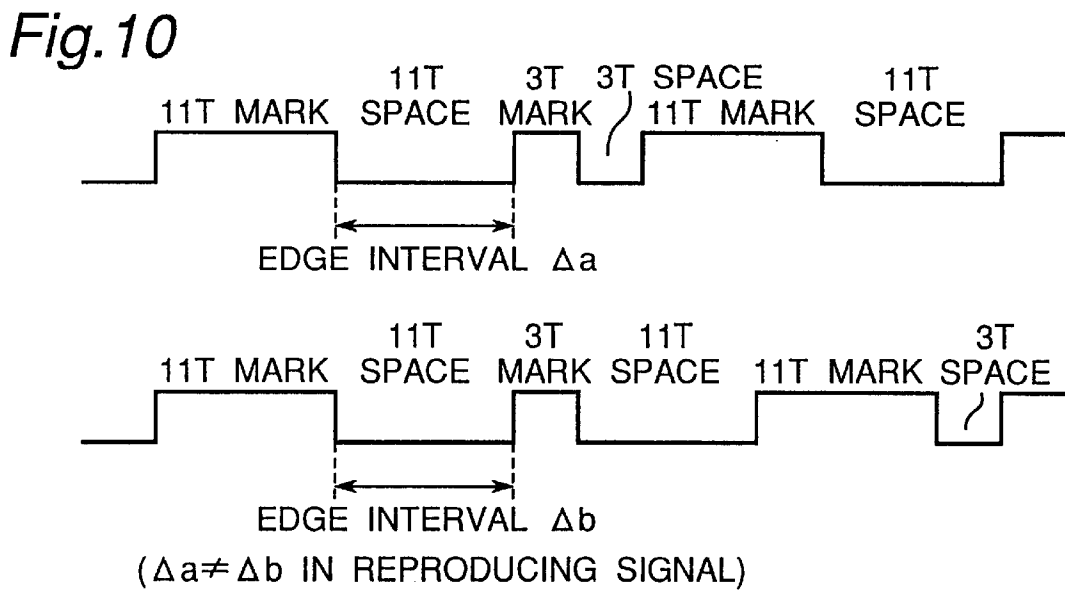 Fig.10
11T MARK 11T SPACE 3T MARK 3T SPACE 11T MARK 11T SPACE
EDGE INTERVAL Δa
11T MARK 11T SPACE 3T MARK 11T SPACE 11T MARK 3T SPACE
EDGE INTERVAL Δb
(Δa≠Δb IN REPRODUCING SIGNAL)